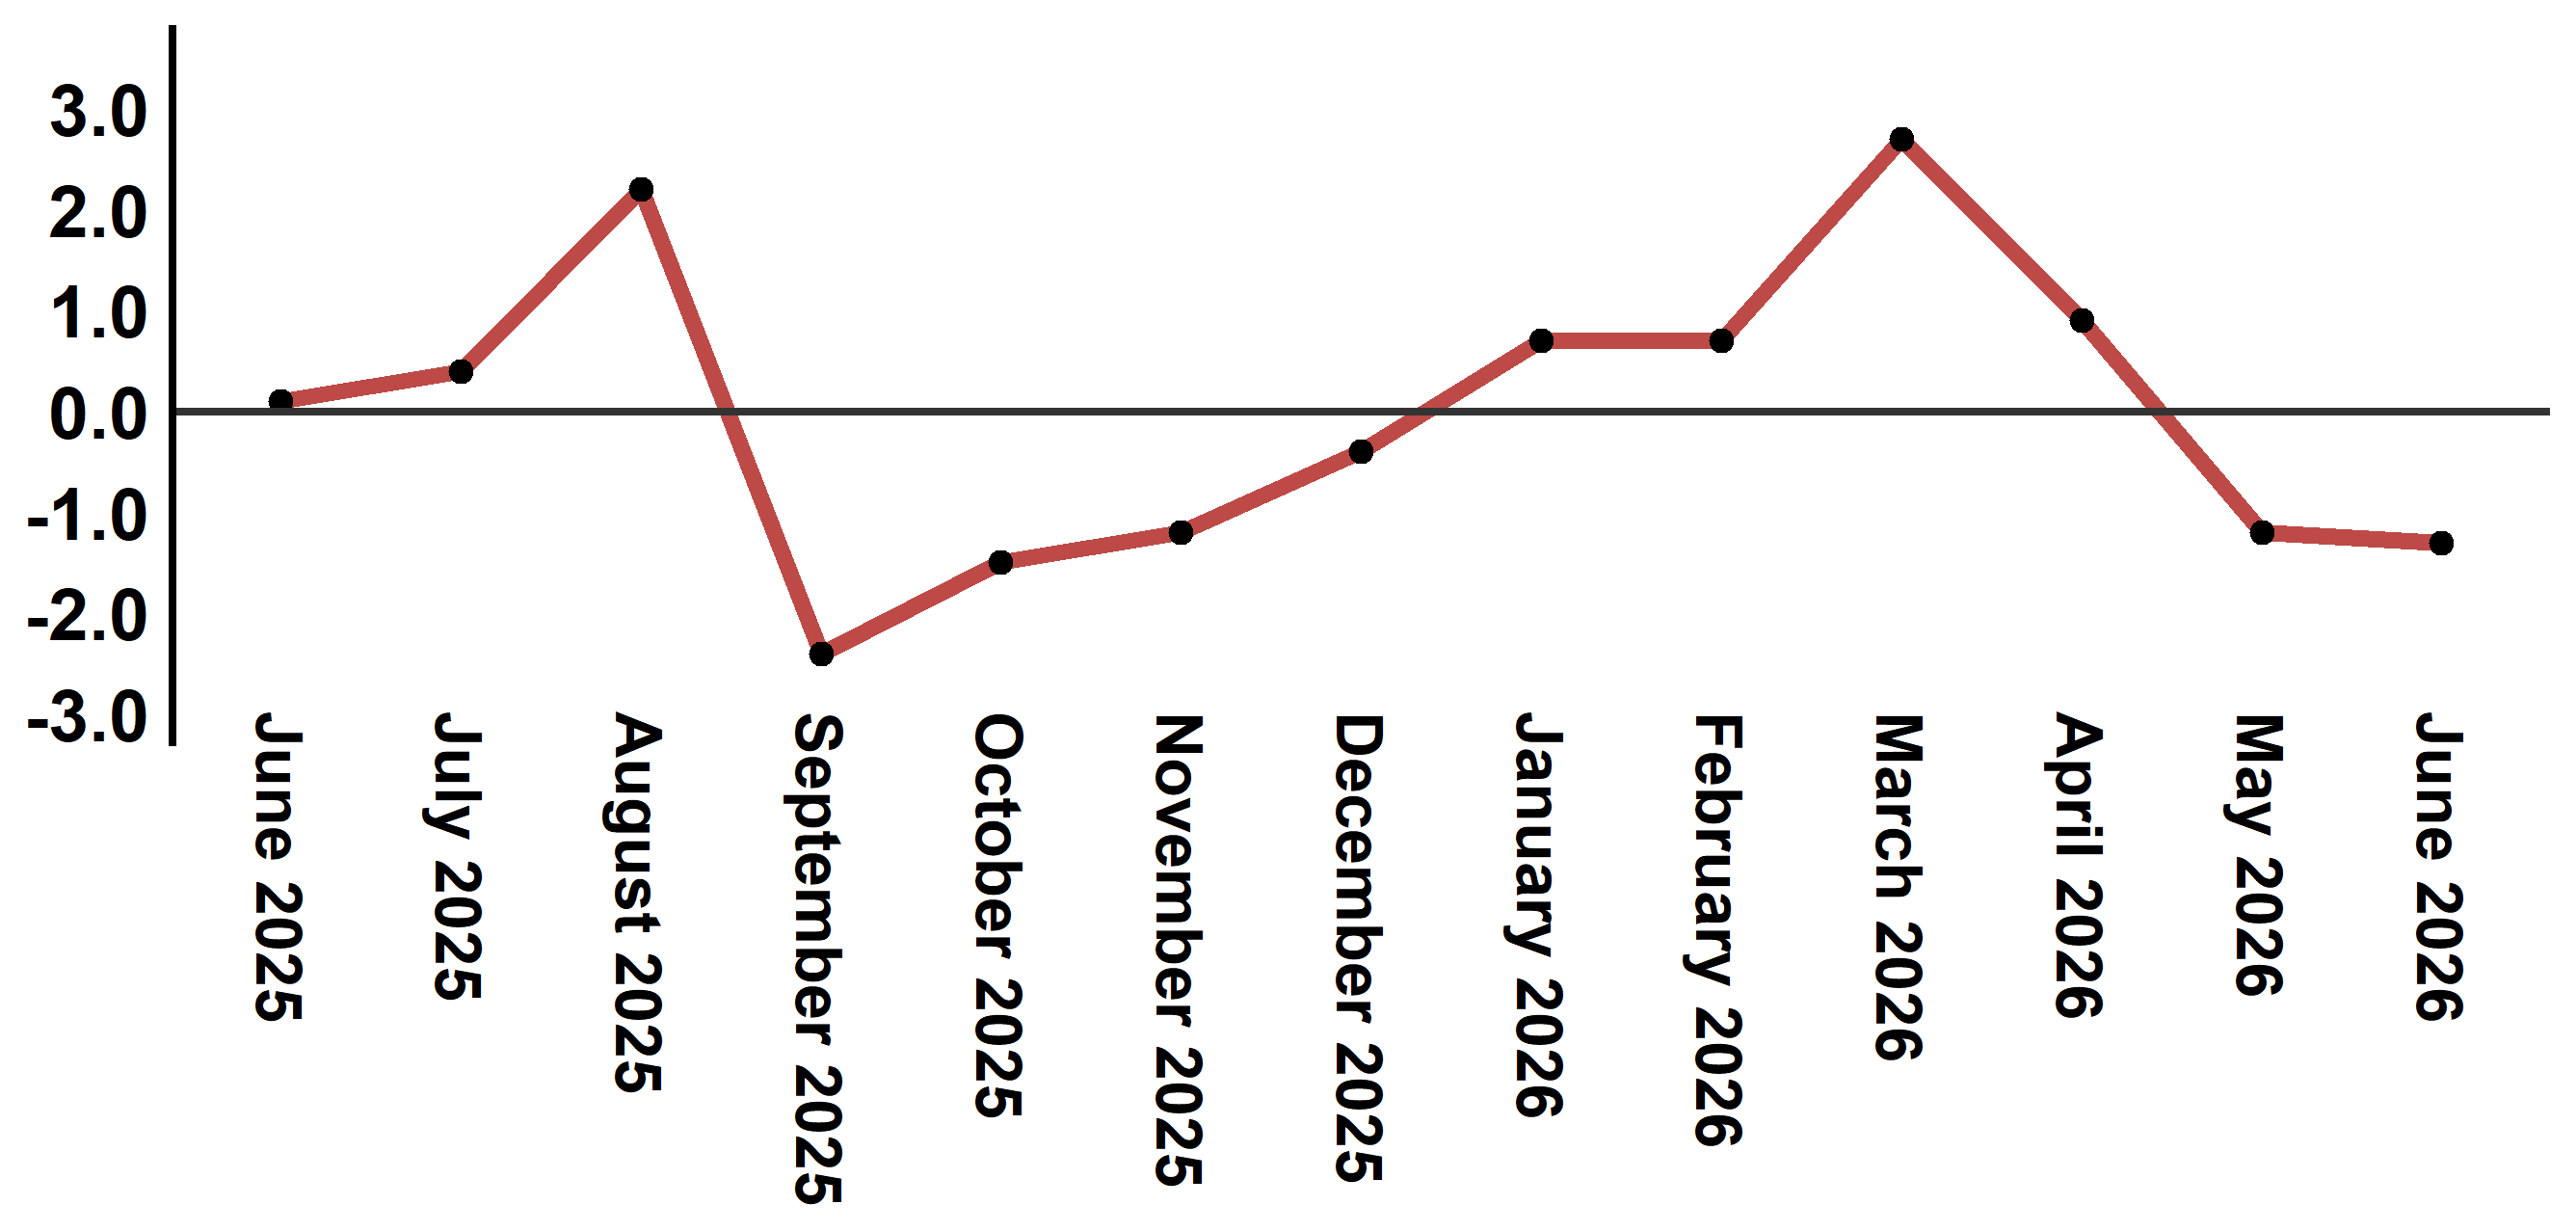 3.0
2.0
1.0
0.0
-1.0
-2.0
-3.0
June 2025
July 2025
August 2025
September 2025
October 2025
November 2025
December 2025
January 2026
February 2026
March 2026
April 2026
May 2026
June 2026